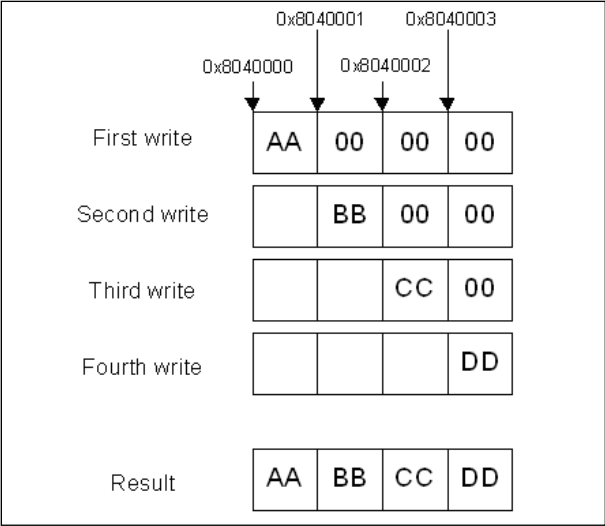 0x8040001 0x8040003
0x8040000 0x8040002
First write AA 00 00 00
Second write BB 00 00
Third write CC 00
Fourth write DD
Result AA BB CC DD